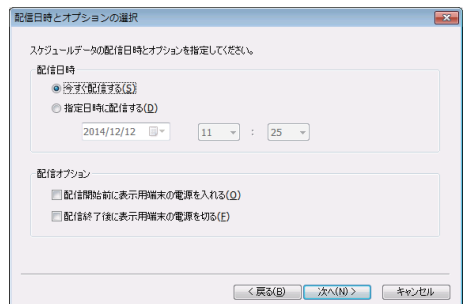 配信日時とオプションの選択
スケジュールデータの配信日時とオプションを指定してください。
配信日時
今すぐ配信する(S)
指定日時に配信する(D)
2014/12/12 11 : 25
配信オプション
配信開始前に表示用端末の電源を入れる(O)
配信終了後に表示用端末の電源を切る(F)
< 戻る(B) 次へ(N) > キャンセル